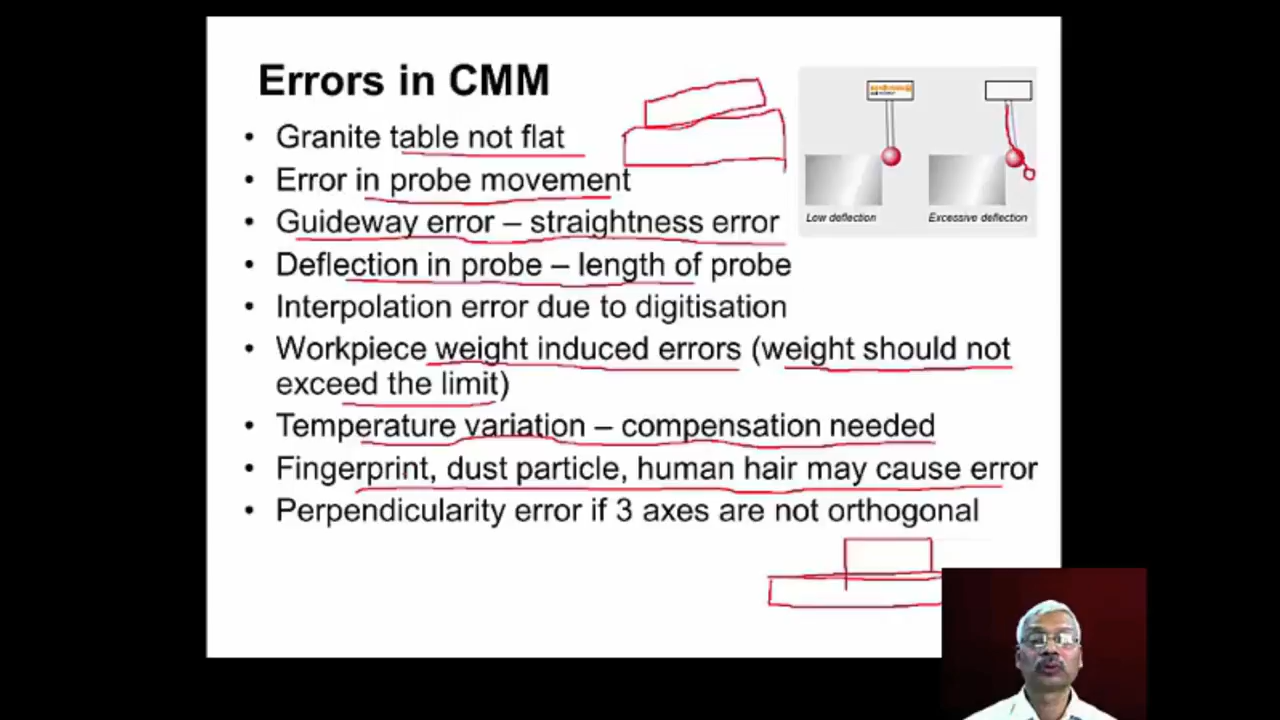 Errors in CMM
• Granite table not flat
• Error in probe movement
• Guideway error – straightness error
• Deflection in probe – length of probe
• Interpolation error due to digitisation
• Workpiece weight induced errors (weight should not
exceed the limit)
• Temperature variation – compensation needed
• Fingerprint, dust particle, human hair may cause error
• Perpendicularity error if 3 axes are not orthogonal
Low deflection
Excessive deflection